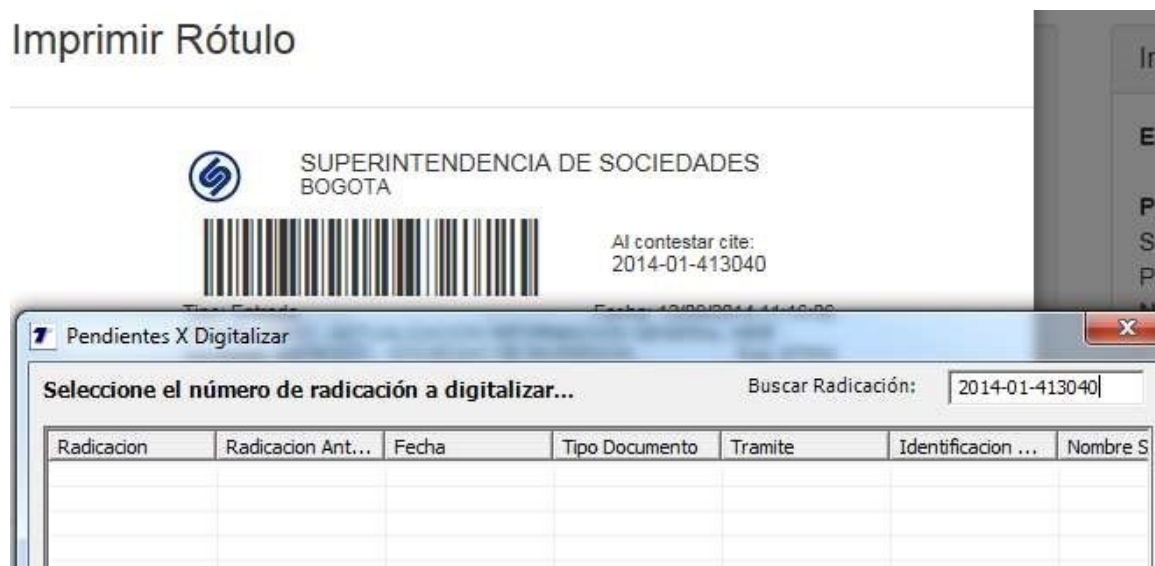 Imprimir Rótulo
SUPERINTENDENCIA DE SOCIEDADES
BOGOTA
Al contestar cite:
2014-01-413040
Pendientes X Digitalizar
Seleccione el número de radicación a digitalizar...
Buscar Radicación: 2014-01-413040
Radicacion Radicacion Ant... Fecha Tipo Documento Tramite Identificacion ... Nombre S